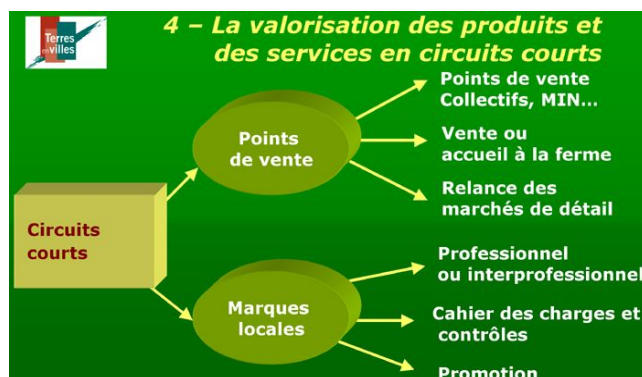 Terres
en villes
4 – La valorisation des produits et
des services en circuits courts
Points de vente
Collectifs, MIN...
Points
de vente
Vente ou
accueil à la ferme
Relance des
marchés de détail
Circuits
courts
Professionnel
ou interprofessionnel
Marques
locales
Cahier des charges et
contrôles
Promotion